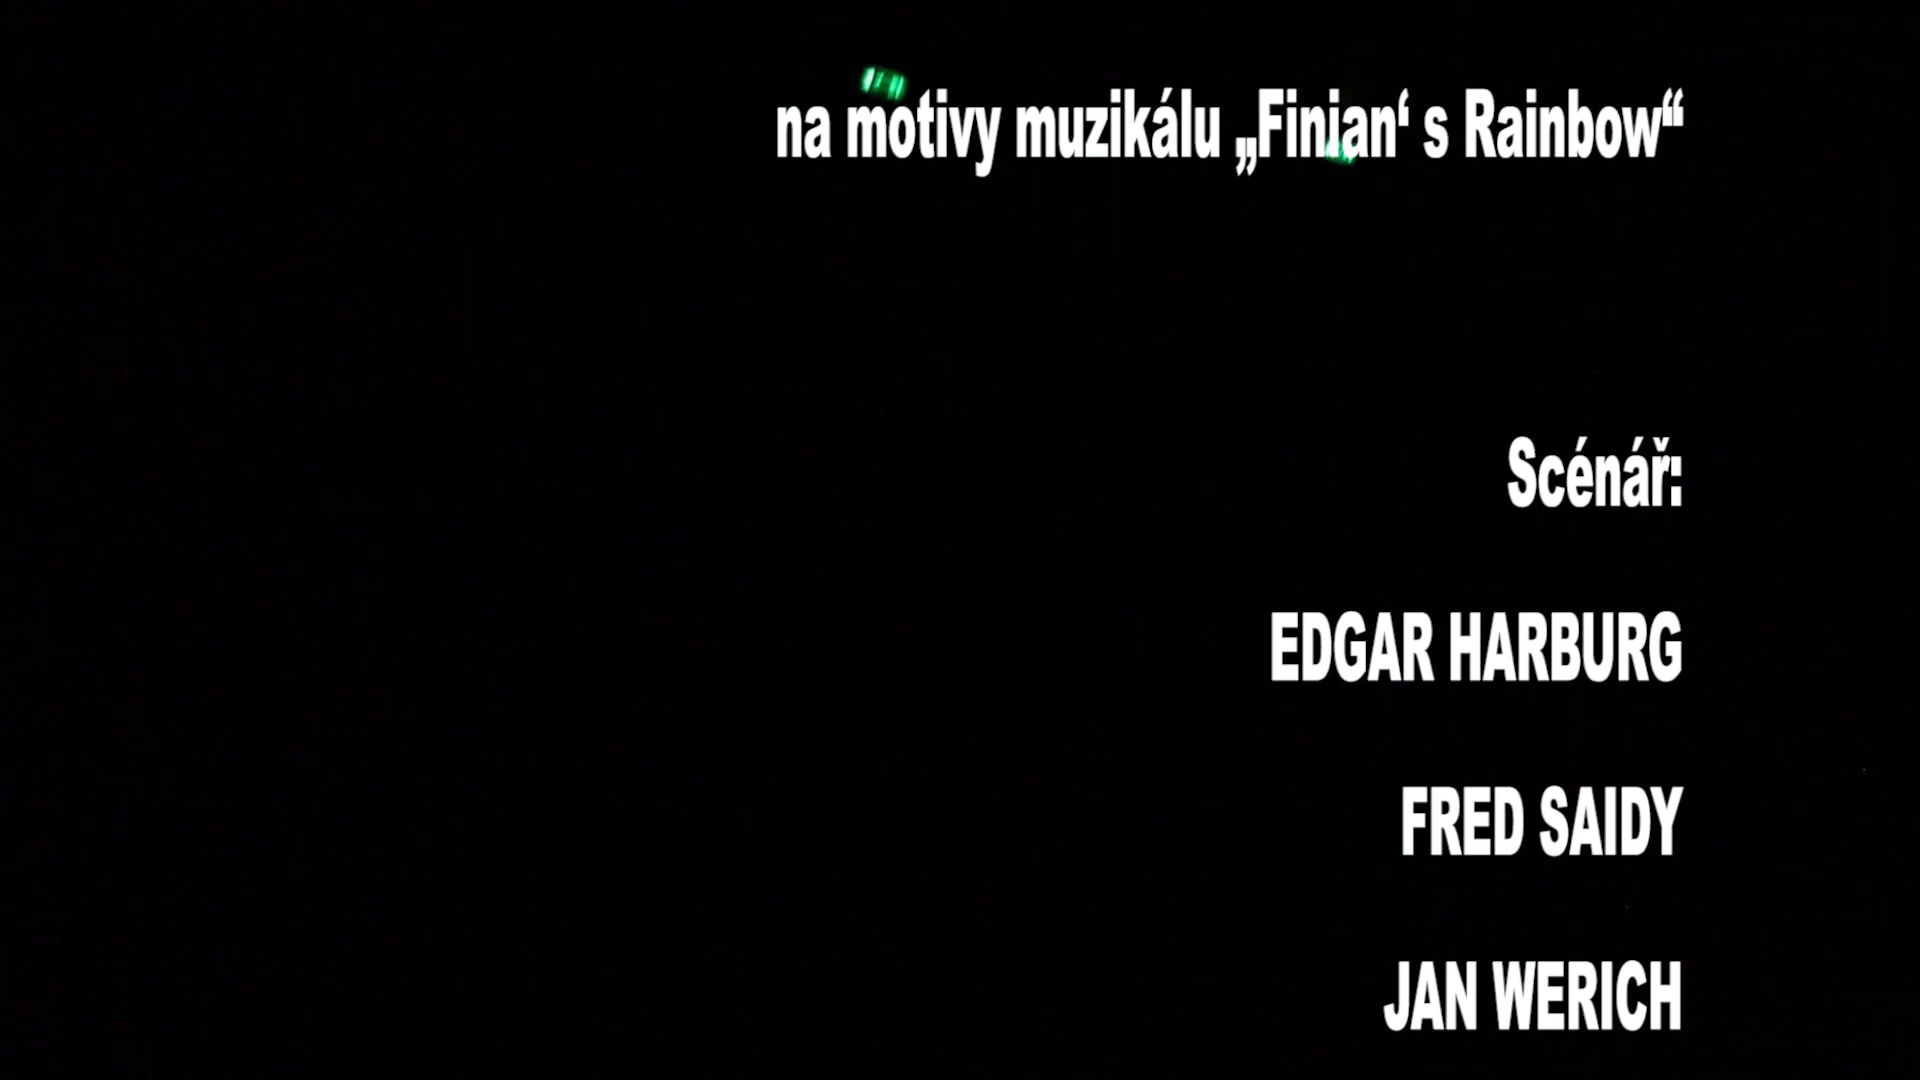 na motivy muzikálu „Finian‘ s Rainbow“
Scénář:
EDGAR HARBURG
FRED SAIDY
JAN WERICH